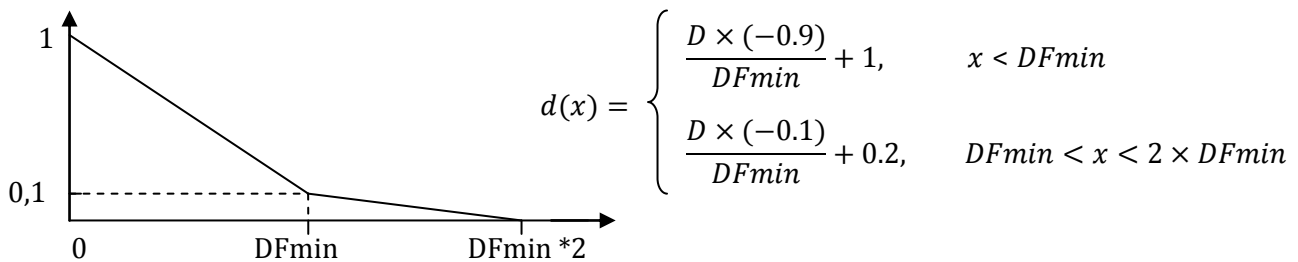 1
0,1
0 DFmin DFmin *2
d(x) = { D × (−0.9) / DFmin + 1, x < DFmin
D × (−0.1) / DFmin + 0.2, DFmin < x < 2 × DFmin